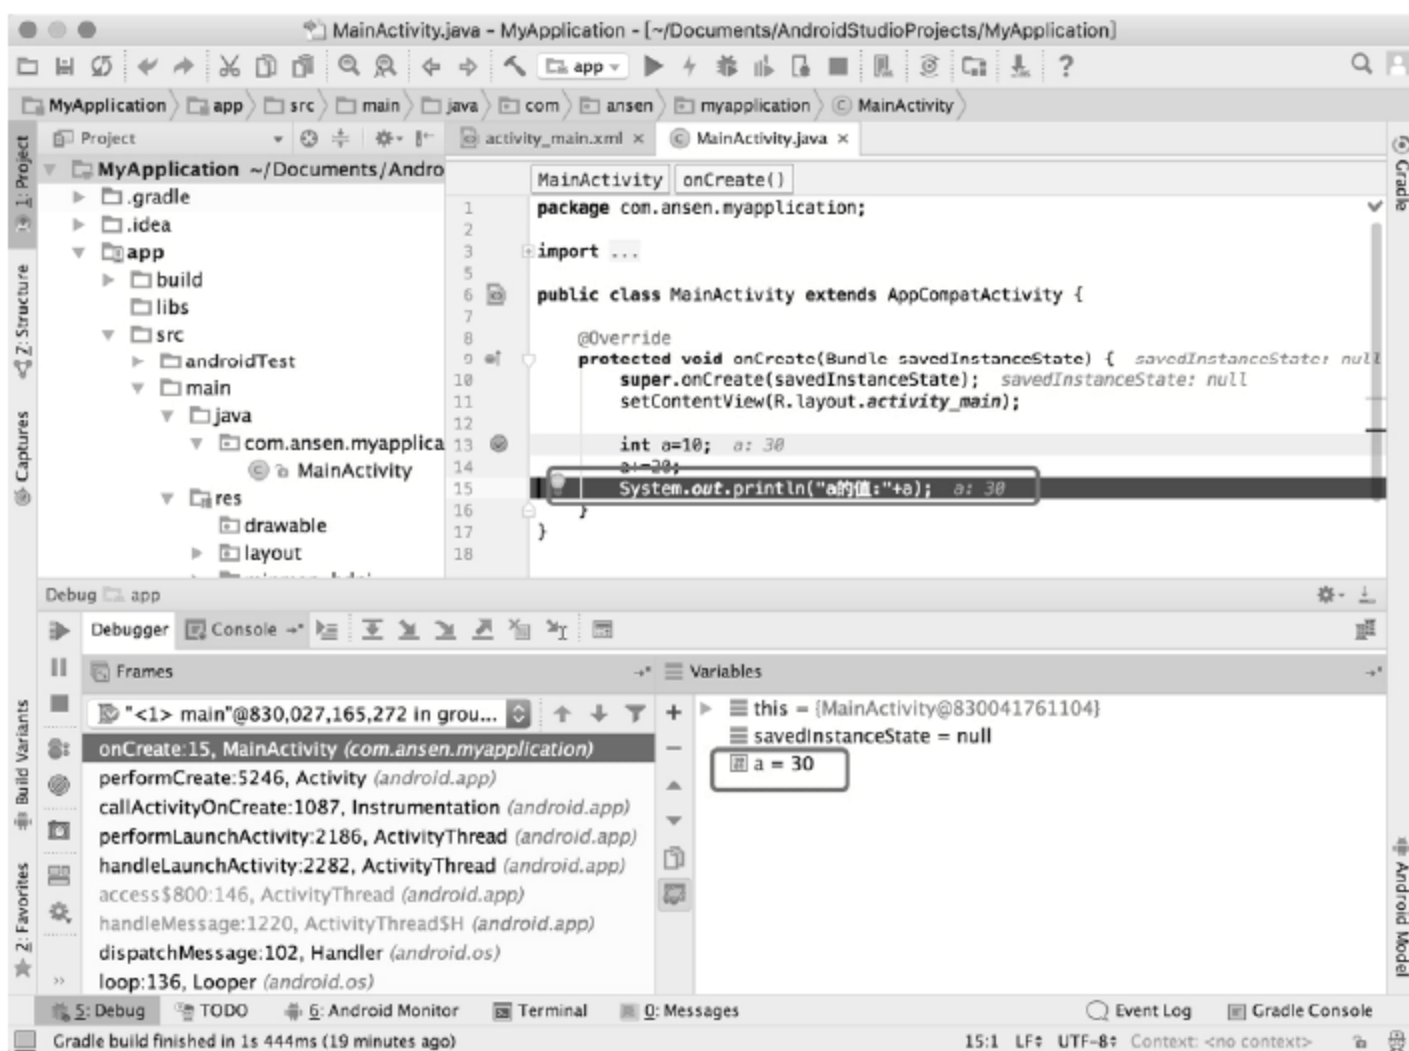 MainActivity.java - MyApplication - [~/Documents/AndroidStudioProjects/MyApplication]
app
?
MyApplication app src main java com ansen myapplication MainActivity
1: Project
Z: Structure
Captures
Build Variants
2: Favorites
Project
activity_main.xml × MainActivity.java ×
MyApplication ~/Documents/Andro
.gradle
.idea
app
build
libs
src
androidTest
main
java
com.ansen.myapplica
MainActivity
res
drawable
layout
MainActivity onCreate()
1 package com.ansen.myapplication;
2
3 import ...
5
6 public class MainActivity extends AppCompatActivity {
7
8 @Override
9 protected void onCreate(Bundle savedInstanceState) { savedInstanceState: null
10 super.onCreate(savedInstanceState); savedInstanceState: null
11 setContentView(R.layout.activity_main);
12
13 int a=10; a: 30
14 a+=20;
15 System.out.println("a的值:"+a); a: 30
16 }
17 }
18
Gradle
Android Model
Debug app
Debugger Console
Frames
"<1> main"@830,027,165,272 in grou...
onCreate:15, MainActivity (com.ansen.myapplication)
performCreate:5246, Activity (android.app)
callActivityOnCreate:1087, Instrumentation (android.app)
performLaunchActivity:2186, ActivityThread (android.app)
handleLaunchActivity:2282, ActivityThread (android.app)
access$800:146, ActivityThread (android.app)
handleMessage:1220, ActivityThread$H (android.app)
dispatchMessage:102, Handler (android.os)
loop:136, Looper (android.os)
Variables
this = {MainActivity@830041761104}
savedInstanceState = null
a = 30
5: Debug TODO 6: Android Monitor Terminal 0: Messages Event Log Gradle Console
Gradle build finished in 1s 444ms (19 minutes ago) 15:1 LF UTF-8 Context: <no context>